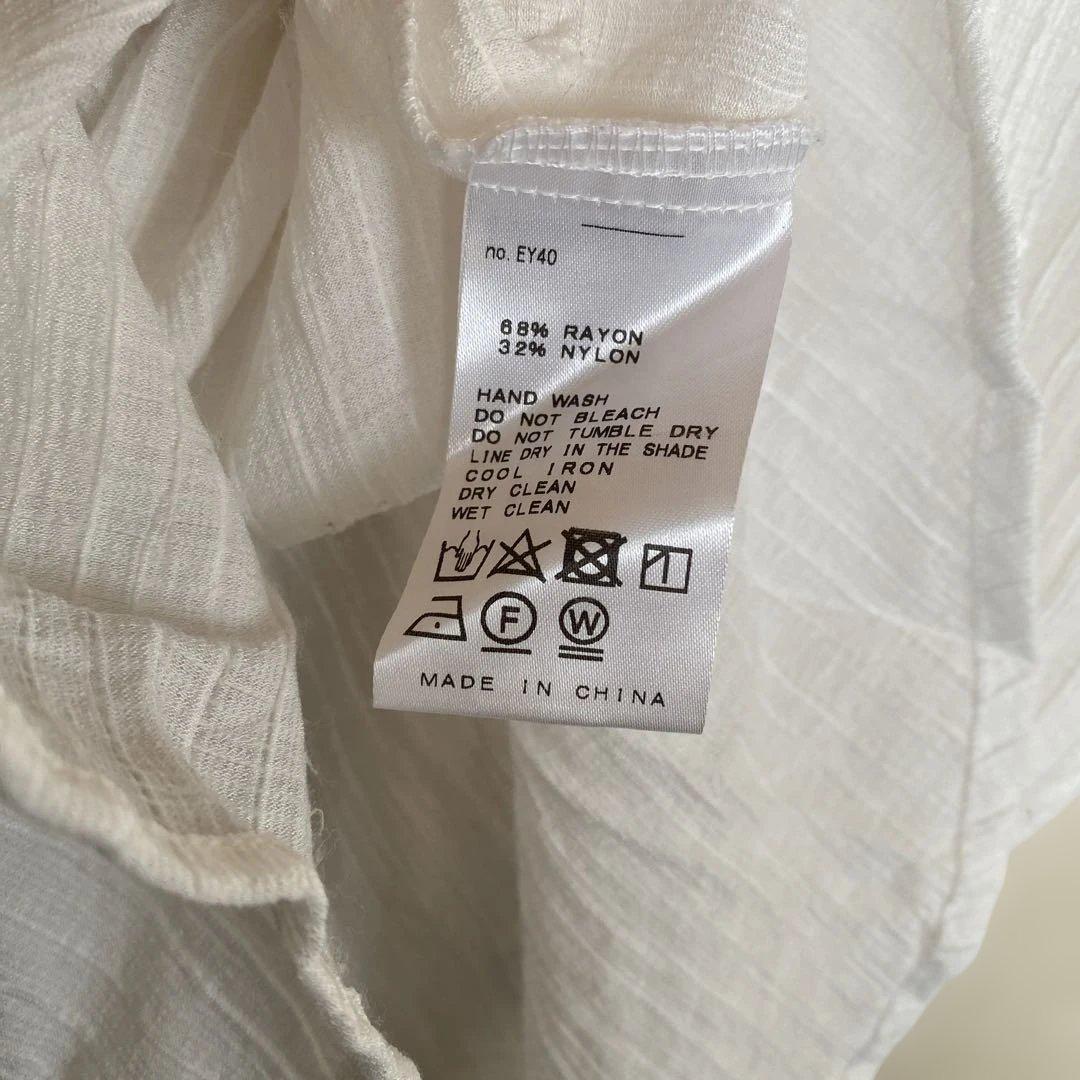 no. EY40
68% RAYON
32% NYLON
HAND WASH
DO NOT BLEACH
DO NOT TUMBLE DRY
LINE DRY IN THE SHADE
COOL IRON
DRY CLEAN
WET CLEAN
F W
MADE IN CHINA